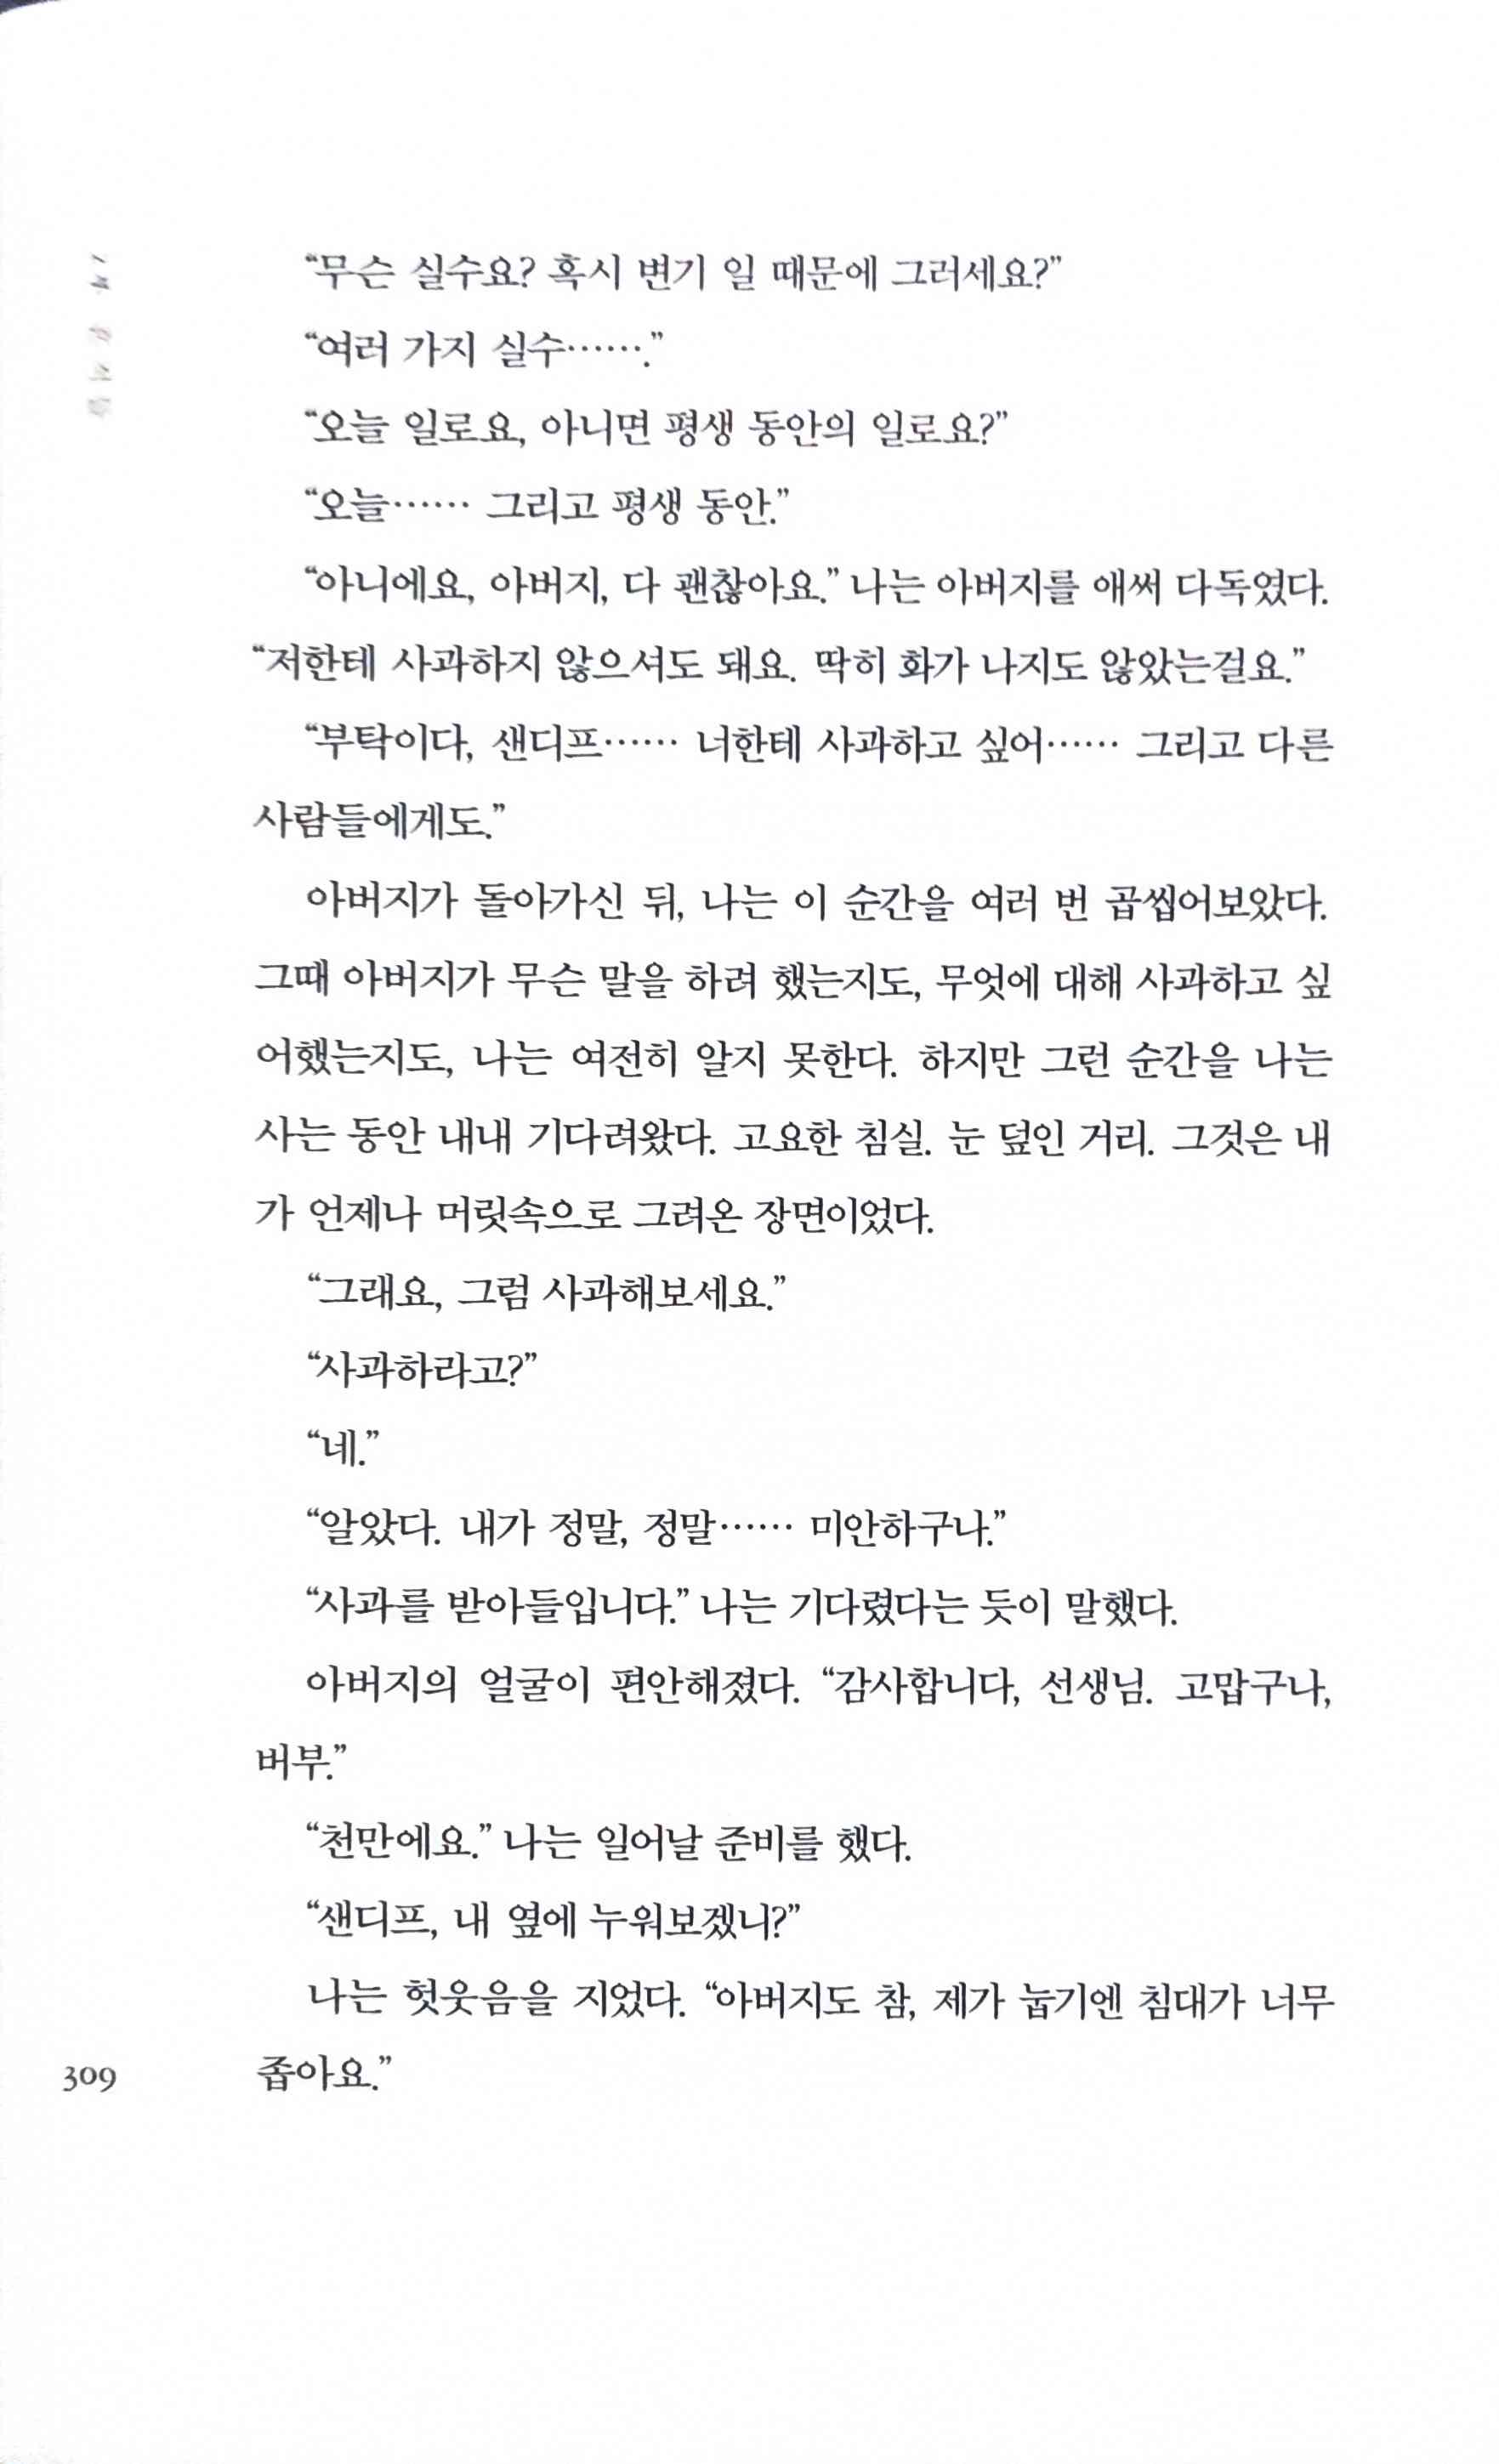 “무슨 실수요? 혹시 변기 일 때문에 그러세요?”
“여러 가지 실수…….”
“오늘 일로요, 아니면 평생 동안의 일로요?”
“오늘…… 그리고 평생 동안.”
“아니에요, 아버지, 다 괜찮아요.” 나는 아버지를 애써 다독였다.
“저한테 사과하지 않으셔도 돼요. 딱히 화가 나지도 않았는걸요.”
“부탁이다, 샌디프…… 너한테 사과하고 싶어…… 그리고 다른
사람들에게도.”
아버지가 돌아가신 뒤, 나는 이 순간을 여러 번 곱씹어보았다.
그때 아버지가 무슨 말을 하려 했는지도, 무엇에 대해 사과하고 싶
어했는지도, 나는 여전히 알지 못한다. 하지만 그런 순간을 나는
사는 동안 내내 기다려왔다. 고요한 침실. 눈 덮인 거리. 그것은 내
가 언제나 머릿속으로 그려온 장면이었다.
“그래요, 그럼 사과해보세요.”
“사과하라고?”
“네.”
“알았다. 내가 정말, 정말…… 미안하구나.”
“사과를 받아들입니다.” 나는 기다렸다는 듯이 말했다.
아버지의 얼굴이 편안해졌다. “감사합니다, 선생님. 고맙구나,
버부.”
“천만에요.” 나는 일어날 준비를 했다.
“샌디프, 내 옆에 누워보겠니?”
나는 헛웃음을 지었다. “아버지도 참, 제가 눕기엔 침대가 너무
좁아요.”
309